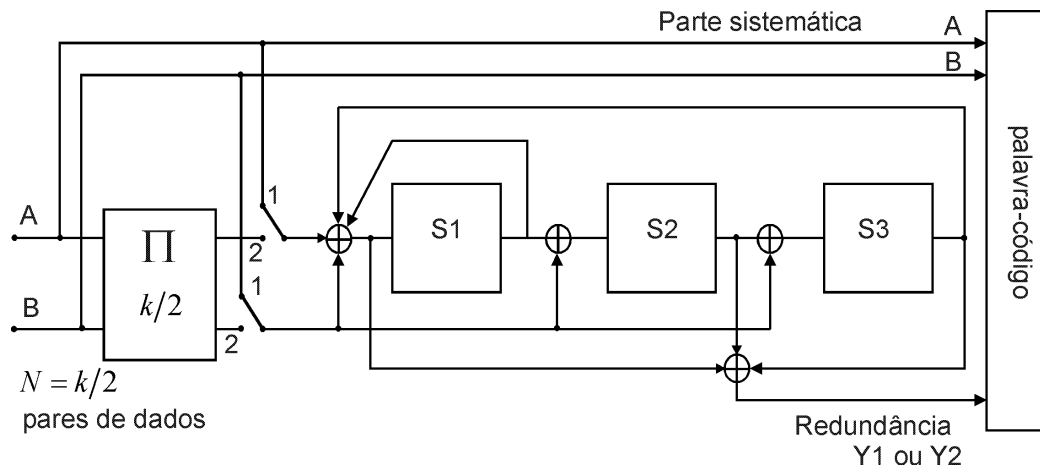 Parte sistemática
A
B
palavra-código
A
B
∏
k/2
1
2
1
2
S1
S2
S3
N = k/2
pares de dados
Redundância
Y1 ou Y2